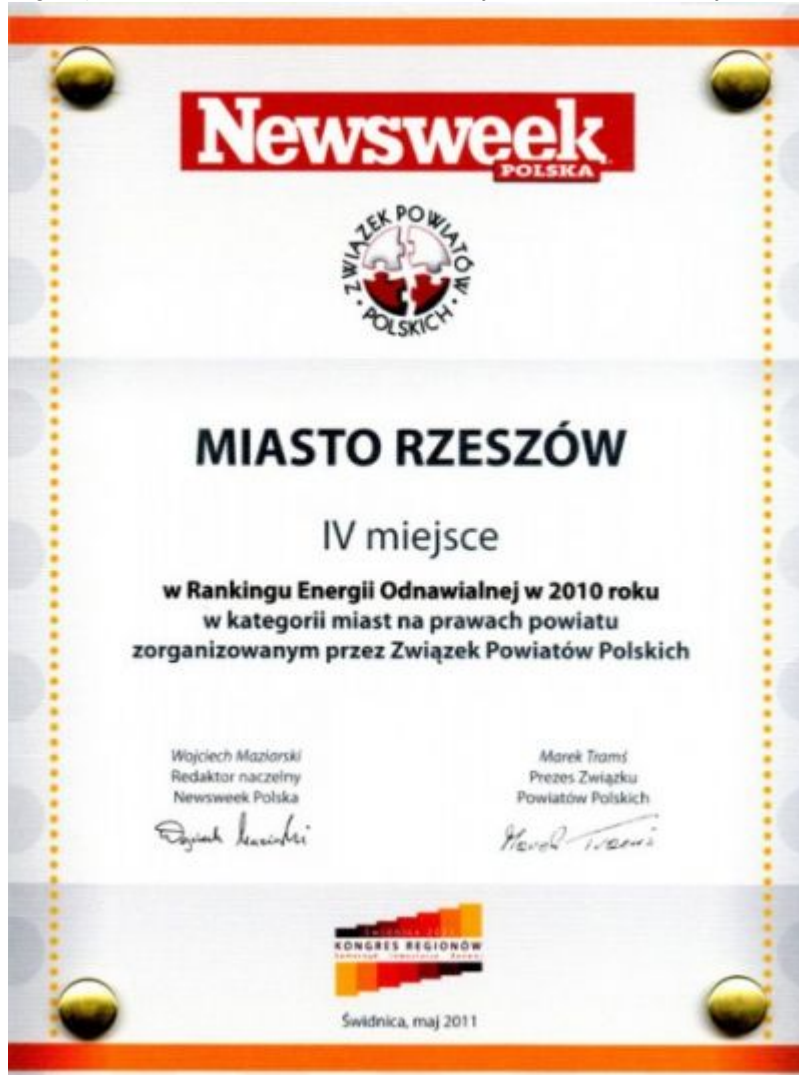 Newsweek
POLSKA
ZWIĄZEK POWIATÓW
POLSKICH
MIASTO RZESZÓW
IV miejsce
w Rankingu Energii Odnawialnej w 2010 roku
w kategorii miast na prawach powiatu
zorganizowanym przez Związek Powiatów Polskich
Wojciech Maziarski
Redaktor naczelny
Newsweek Polska
Marek Tramś
Prezes Związku
Powiatów Polskich
ŚWIDNICA 2011
KONGRES REGIONÓW
Świdnica, maj 2011